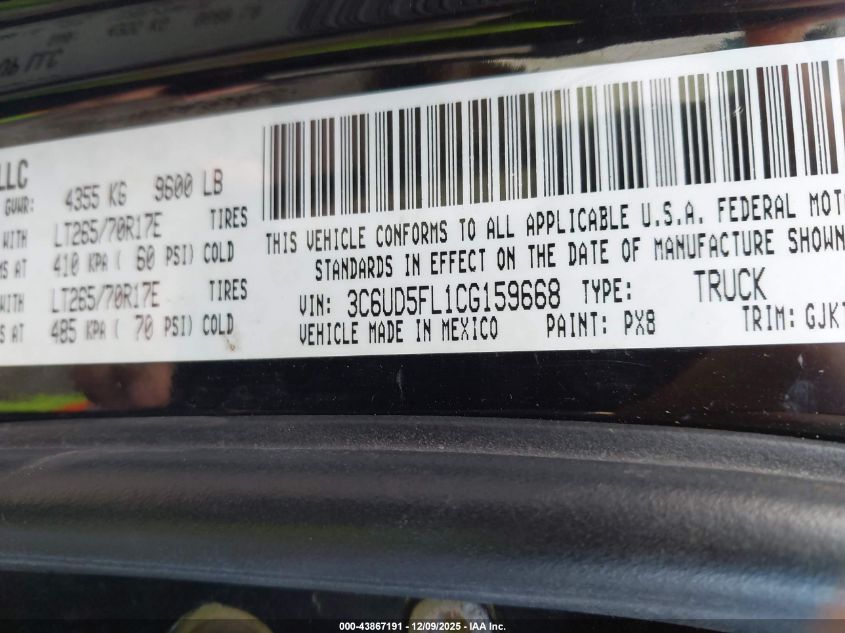 LLC
GVWR: 4355 KG 9600 LB
WITH LT265/70R17E TIRES
MS AT 410 KPA ( 60 PSI) COLD
WITH LT265/70R17E TIRES
MS AT 485 KPA ( 70 PSI) COLD
THIS VEHICLE CONFORMS TO ALL APPLICABLE U.S.A. FEDERAL MOT
STANDARDS IN EFFECT ON THE DATE OF MANUFACTURE SHOWN
VIN: 3C6UD5FL1CG159668 TYPE: TRUCK
VEHICLE MADE IN MEXICO PAINT: PX8 TRIM: GJK
000-43867191 - 12/09/2025 - IAA Inc.